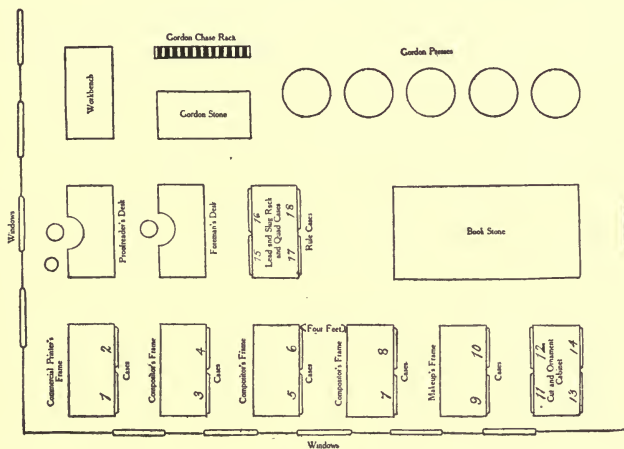 Gordon Chase Rack
Gordon Presses
Workbench
Gordon Stone
Windows
Proofreader's Desk
Foreman's Desk
15 16
Lead and Slug Rack
and Quad Cases
17 18
Rule Cases
Book Stone
Commercial Printer's
Frame
1 2
Cases
Compositor's Frame
3 4
Cases
Compositor's Frame
5 6
Cases
Four Feet
Compositor's Frame
7 8
Cases
Makeup's Frame
9 10
Cases
11 12
Cut and Ornament
Cabinet
13 14
Windows